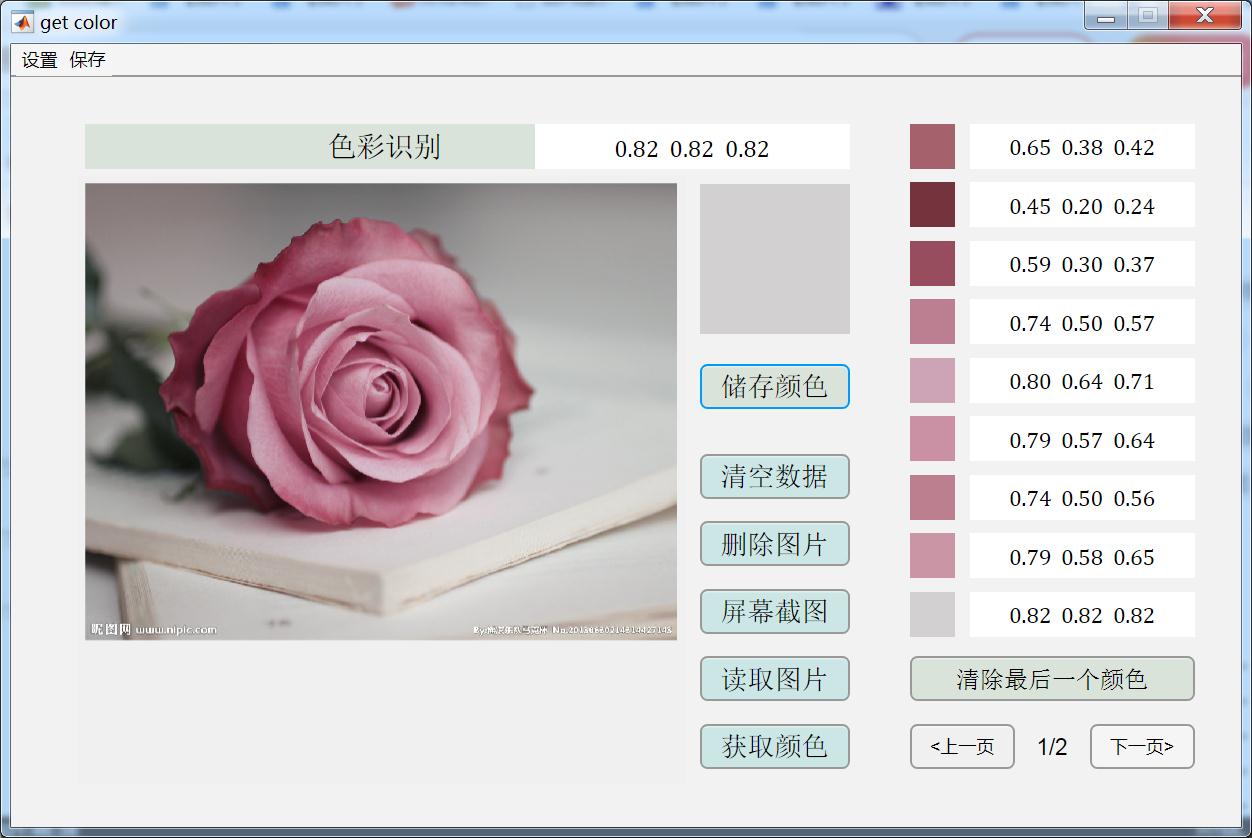 get color
设置 保存
色彩识别
0.82 0.82 0.82
储存颜色
清空数据
删除图片
屏幕截图
读取图片
获取颜色
昵图网 www.nipic.com
0.65 0.38 0.42
0.45 0.20 0.24
0.59 0.30 0.37
0.74 0.50 0.57
0.80 0.64 0.71
0.79 0.57 0.64
0.74 0.50 0.56
0.79 0.58 0.65
0.82 0.82 0.82
清除最后一个颜色
<上一页 1/2 下一页>